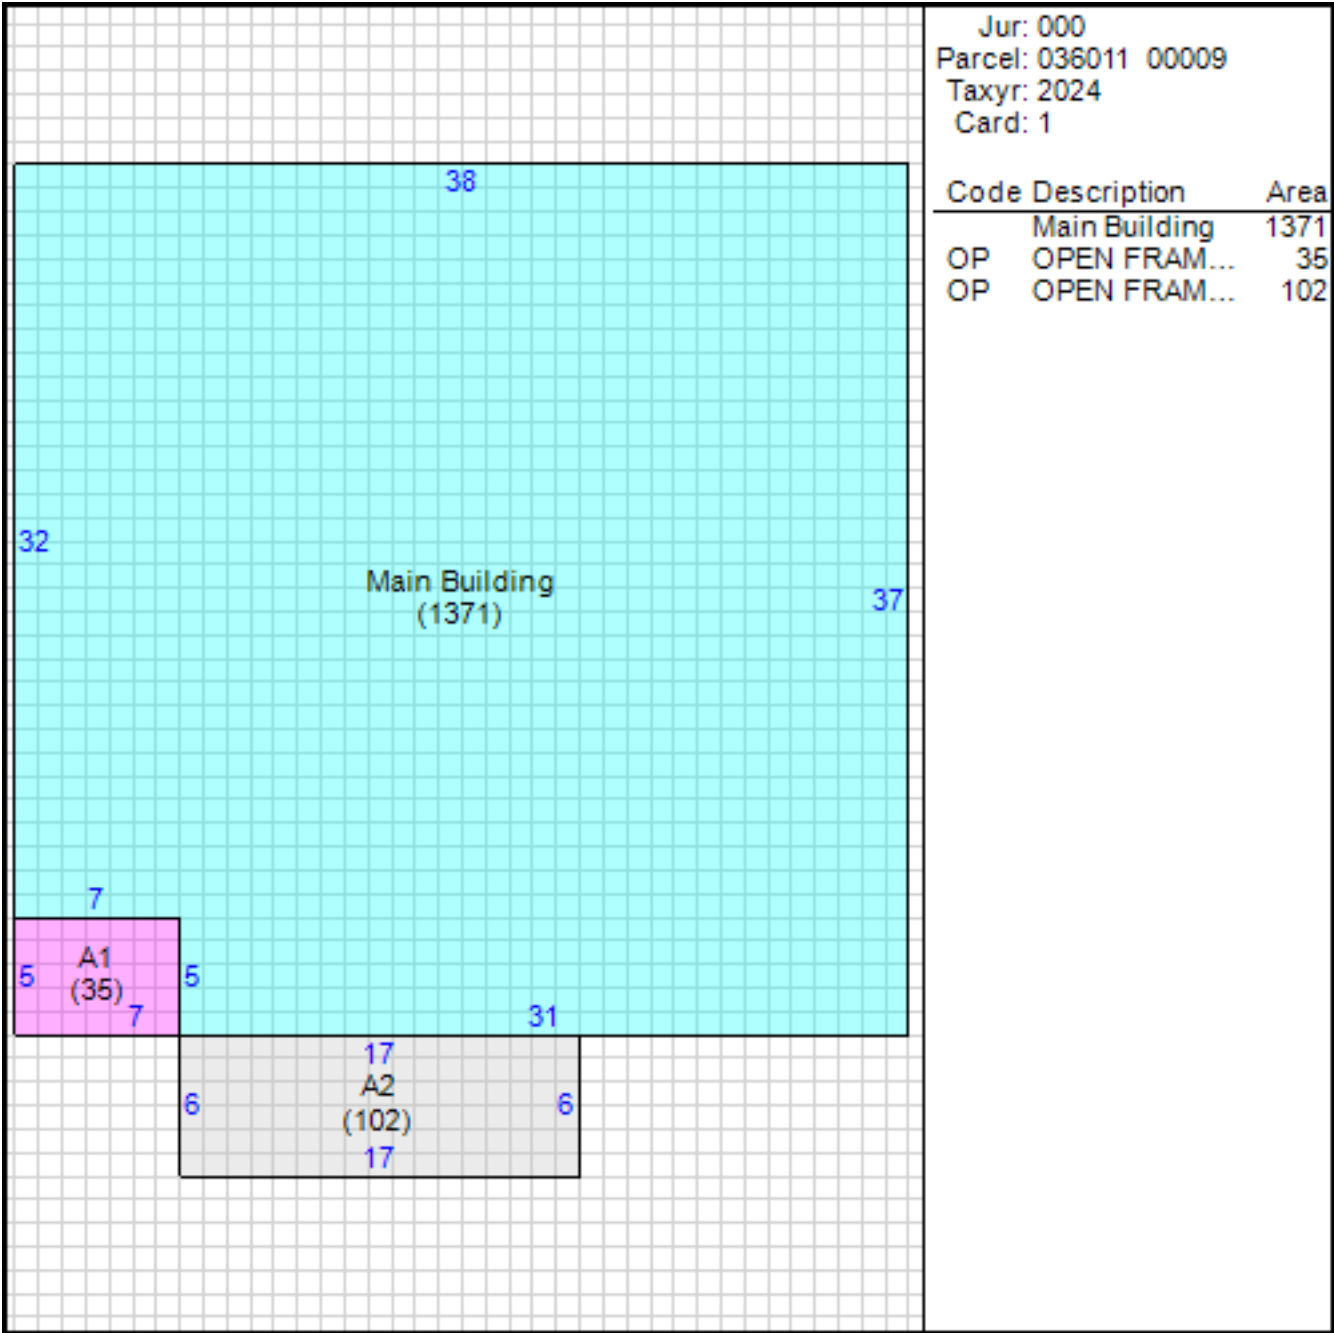 Jur: 000
Parcel: 036011 00009
Taxyr: 2024
Card: 1
Code Description Area
Main Building 1371
OP OPEN FRAM... 35
OP OPEN FRAM... 102
38
32
Main Building
(1371)
37
7
A1
5
5
(35)
7
31
17
A2
6
6
(102)
17